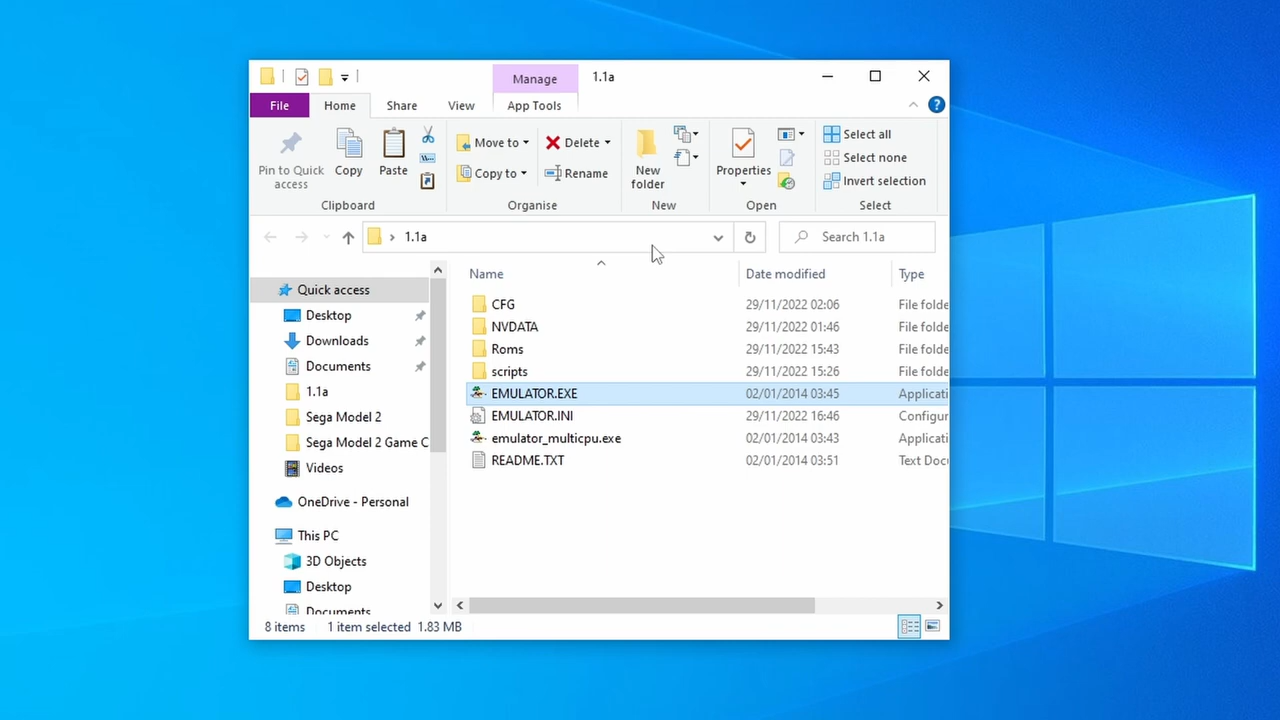 Manage
1.1a
File
Home
Share
View
App Tools
Pin to Quick access
Copy
Paste
Move to
Copy to
Delete
Rename
New folder
Properties
Select all
Select none
Invert selection
Clipboard
Organise
New
Open
Select
1.1a
Search 1.1a
Quick access
Desktop
Downloads
Documents
1.1a
Sega Model 2
Sega Model 2 Game C
Videos
OneDrive - Personal
This PC
3D Objects
Desktop
Documents
Name Date modified Type
CFG 29/11/2022 02:06 File folde
NVDATA 29/11/2022 01:46 File folde
Roms 29/11/2022 15:43 File folde
scripts 29/11/2022 15:26 File folde
EMULATOR.EXE 02/01/2014 03:45 Applicati
EMULATOR.INI 29/11/2022 16:46 Configur
emulator_multicpu.exe 02/01/2014 03:43 Applicati
README.TXT 02/01/2014 03:51 Text Docu
8 items 1 item selected 1.83 MB